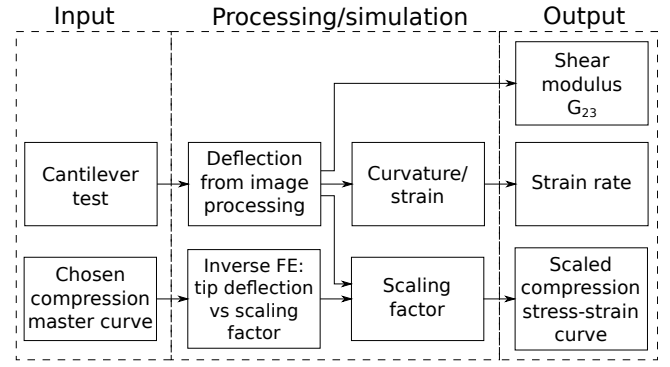 Input
Processing/simulation
Output
Shear
modulus
G23
Cantilever
test
Deflection
from image
processing
Curvature/
strain
Strain rate
Chosen
compression
master curve
Inverse FE:
tip deflection
vs scaling
factor
Scaling
factor
Scaled
compression
stress-strain
curve